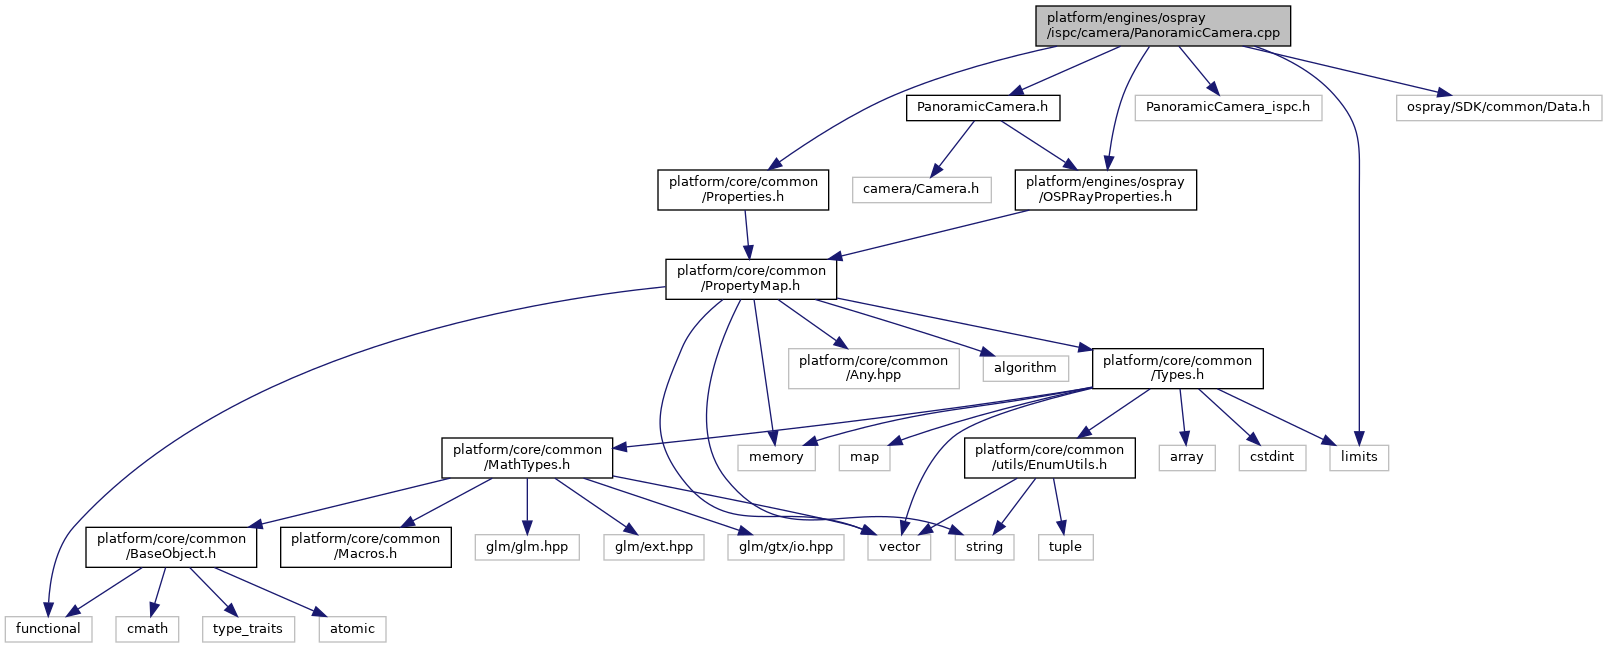 platform/engines/ospray
/ispc/camera/PanoramicCamera.cpp
PanoramicCamera.h
PanoramicCamera_ispc.h
ospray/SDK/common/Data.h
platform/core/common
/Properties.h
camera/Camera.h
platform/engines/ospray
/OSPRayProperties.h
platform/core/common
/PropertyMap.h
platform/core/common
/Any.hpp
algorithm
platform/core/common
/Types.h
platform/core/common
/MathTypes.h
memory
map
platform/core/common
/utils/EnumUtils.h
array
cstdint
limits
platform/core/common
/BaseObject.h
platform/core/common
/Macros.h
glm/glm.hpp
glm/ext.hpp
glm/gtx/io.hpp
vector
string
tuple
functional
cmath
type_traits
atomic